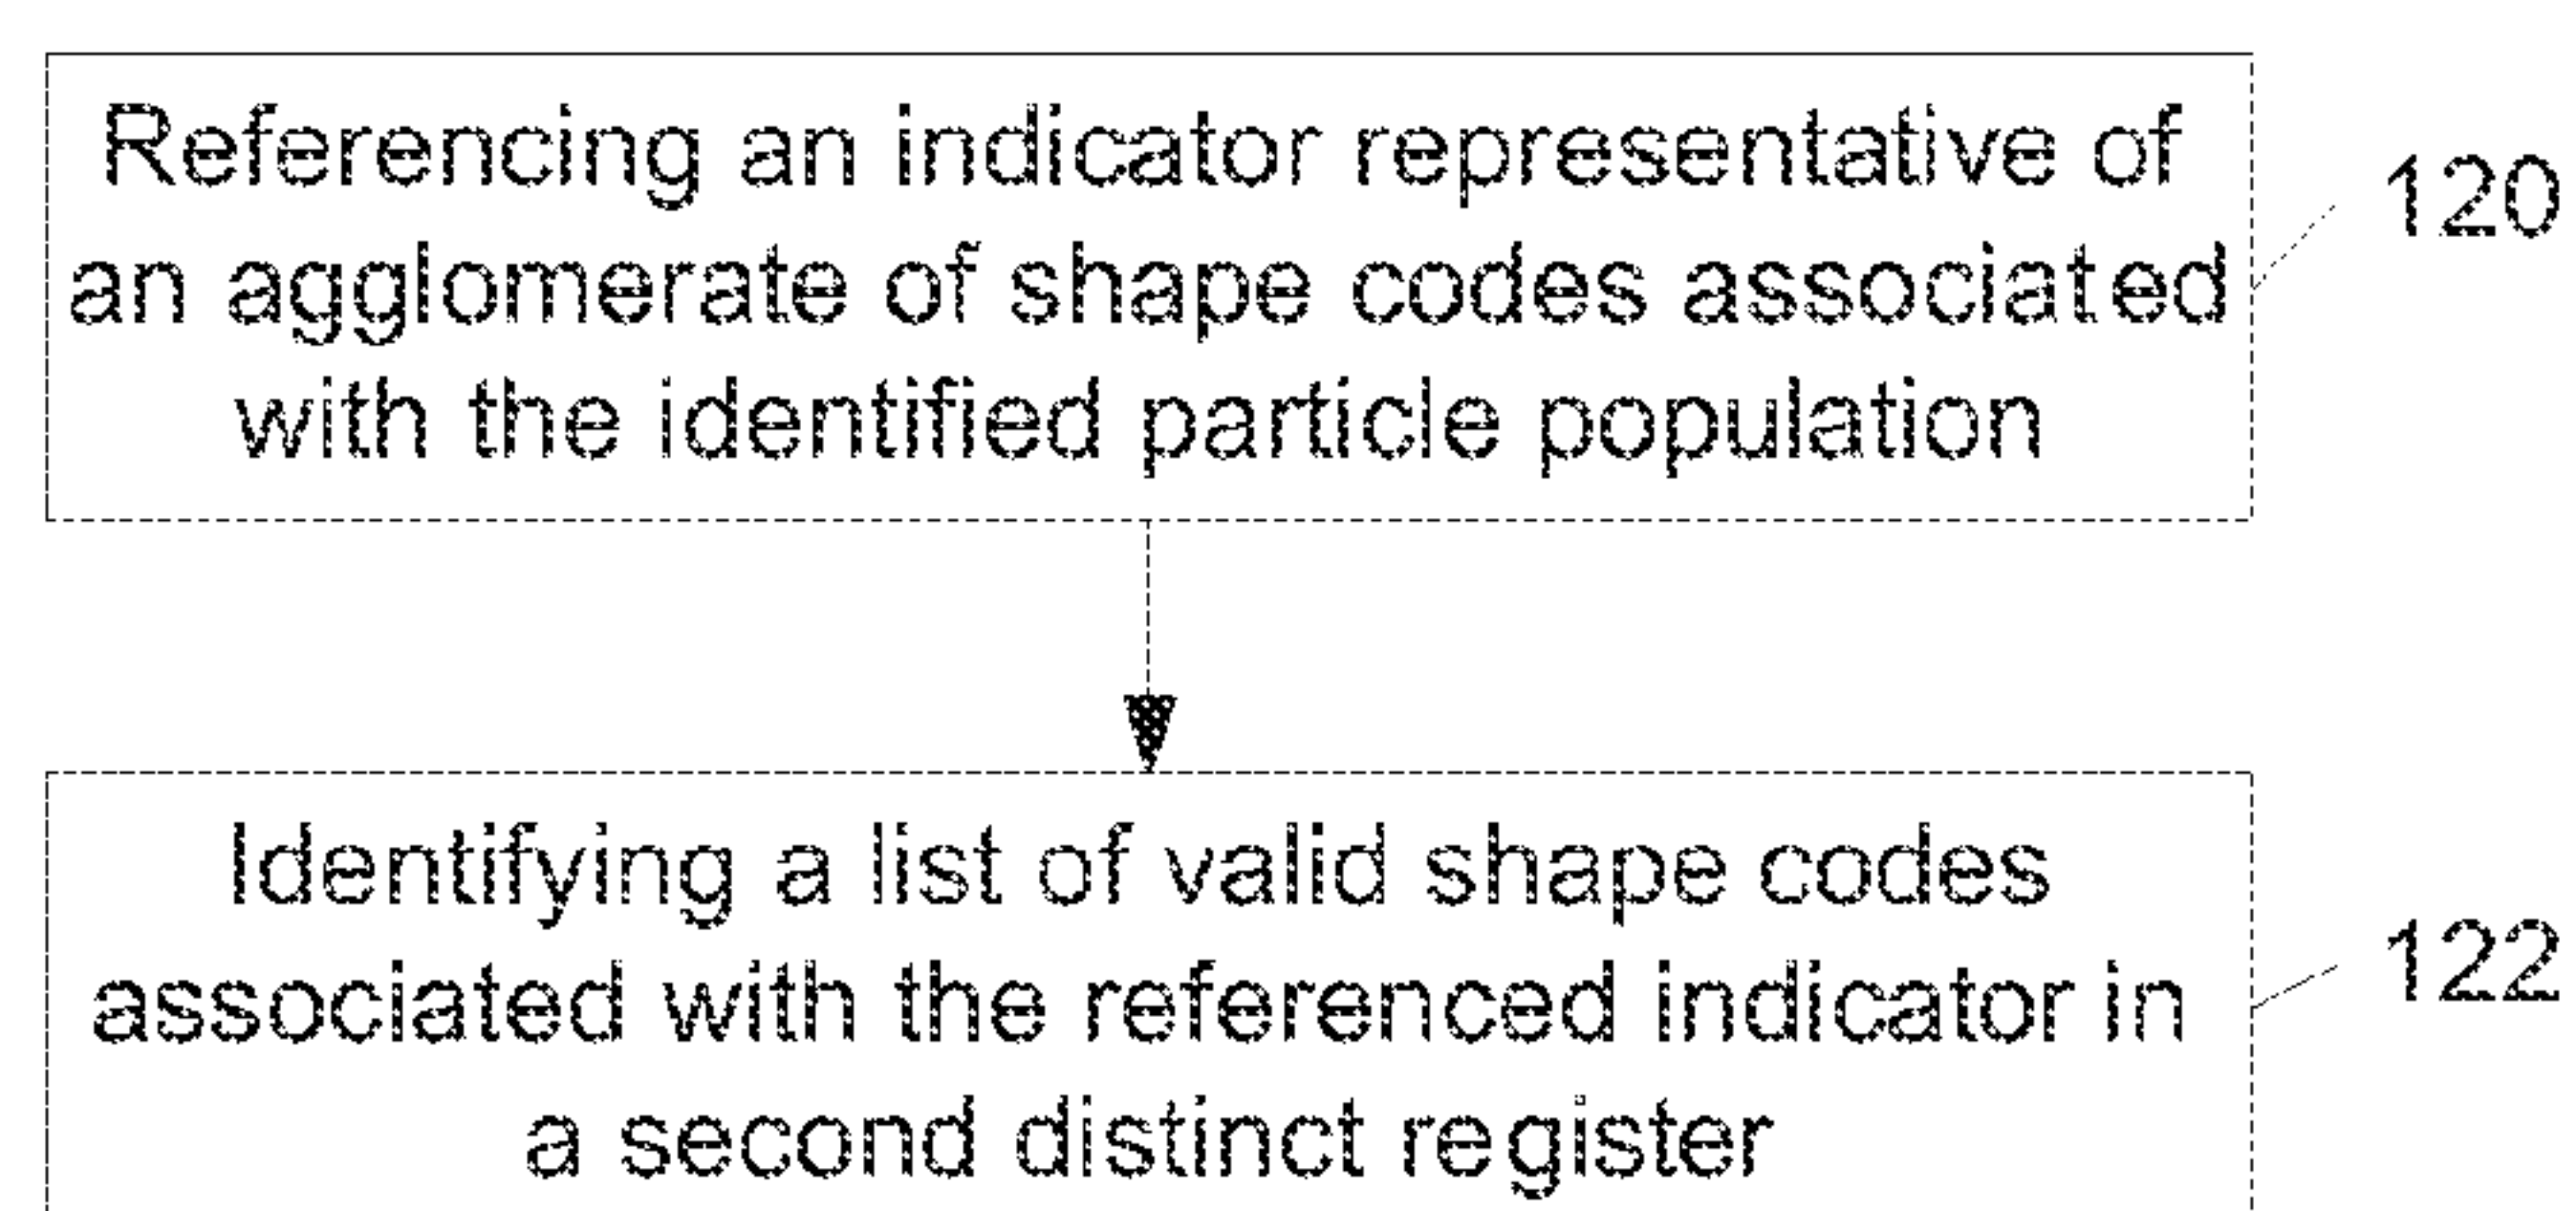 Referencing an indicator representative of
an agglomerate of shape codes associated
with the identified particle population
120
Identifying a list of valid shape codes
associated with the referenced indicator in
a second distinct register
122